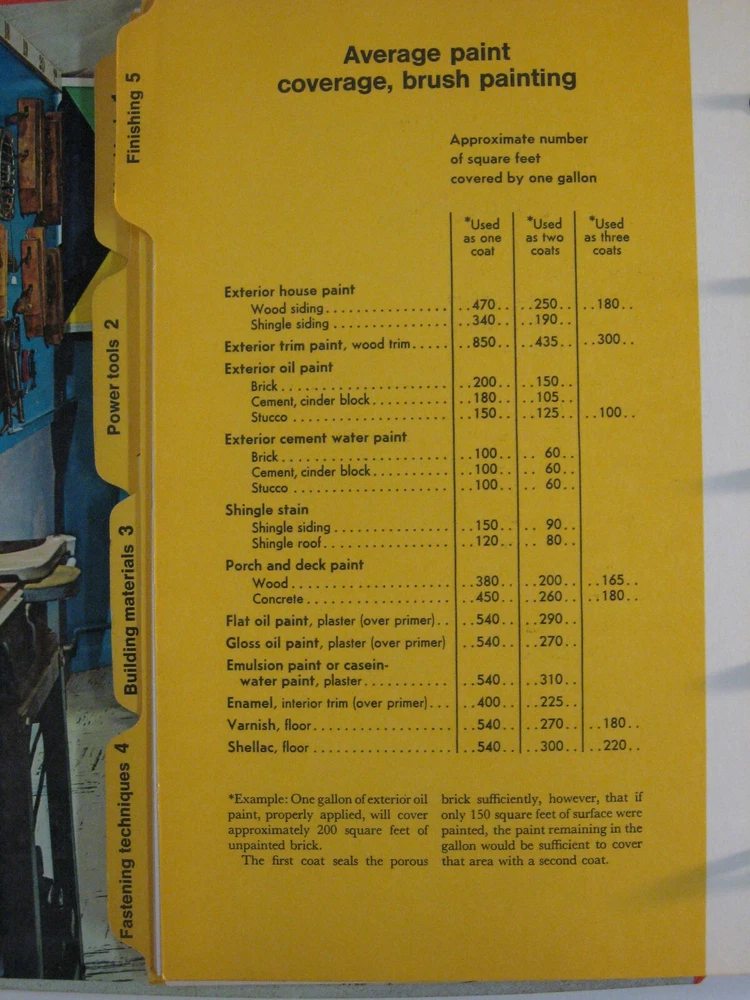 Average paint
coverage, brush painting
Approximate number
of square feet
covered by one gallon
*Used as one coat *Used as two coats *Used as three coats
Exterior house paint
Wood siding. . . . . . . . . . . . . . . . . 470. . . .250. . . .180. .
Shingle siding . . . . . . . . . . . . . . . . 340. . . .190. .
Exterior trim paint, wood trim. . . . . . .850. . . .435. . . .300. .
Exterior oil paint
Brick . . . . . . . . . . . . . . . . . . . . 200. . . .150. .
Cement, cinder block. . . . . . . . . . . .180. . . .105. .
Stucco . . . . . . . . . . . . . . . . . . . 150. . . .125. . . .100. .
Exterior cement water paint
Brick. . . . . . . . . . . . . . . . . . . . 100. . . . 60. .
Cement, cinder block. . . . . . . . . . . .100. . . . 60. .
Stucco . . . . . . . . . . . . . . . . . . . 100. . . . 60. .
Shingle stain
Shingle siding . . . . . . . . . . . . . . . 150. . . . 90. .
Shingle roof. . . . . . . . . . . . . . . . .120. . . . 80. .
Porch and deck paint
Wood . . . . . . . . . . . . . . . . . . . . 380. . . .200. . . .165. .
Concrete . . . . . . . . . . . . . . . . . . 450. . . .260. . . .180. .
Flat oil paint, plaster (over primer). . . .540. . . .290. .
Gloss oil paint, plaster (over primer) . .540. . . .270. .
Emulsion paint or casein-
water paint, plaster. . . . . . . . . . . . .540. . . .310. .
Enamel, interior trim (over primer). . . . .400. . . .225. .
Varnish, floor. . . . . . . . . . . . . . . . .540. . . .270. . . .180. .
Shellac, floor . . . . . . . . . . . . . . . . 540. . . .300. . . .220. .
*Example: One gallon of exterior oil
paint, properly applied, will cover
approximately 200 square feet of
unpainted brick.
The first coat seals the porous
brick sufficiently, however, that if
only 150 square feet of surface were
painted, the paint remaining in the
gallon would be sufficient to cover
that area with a second coat.
Finishing 5
Power tools 2
Building materials 3
Fastening techniques 4